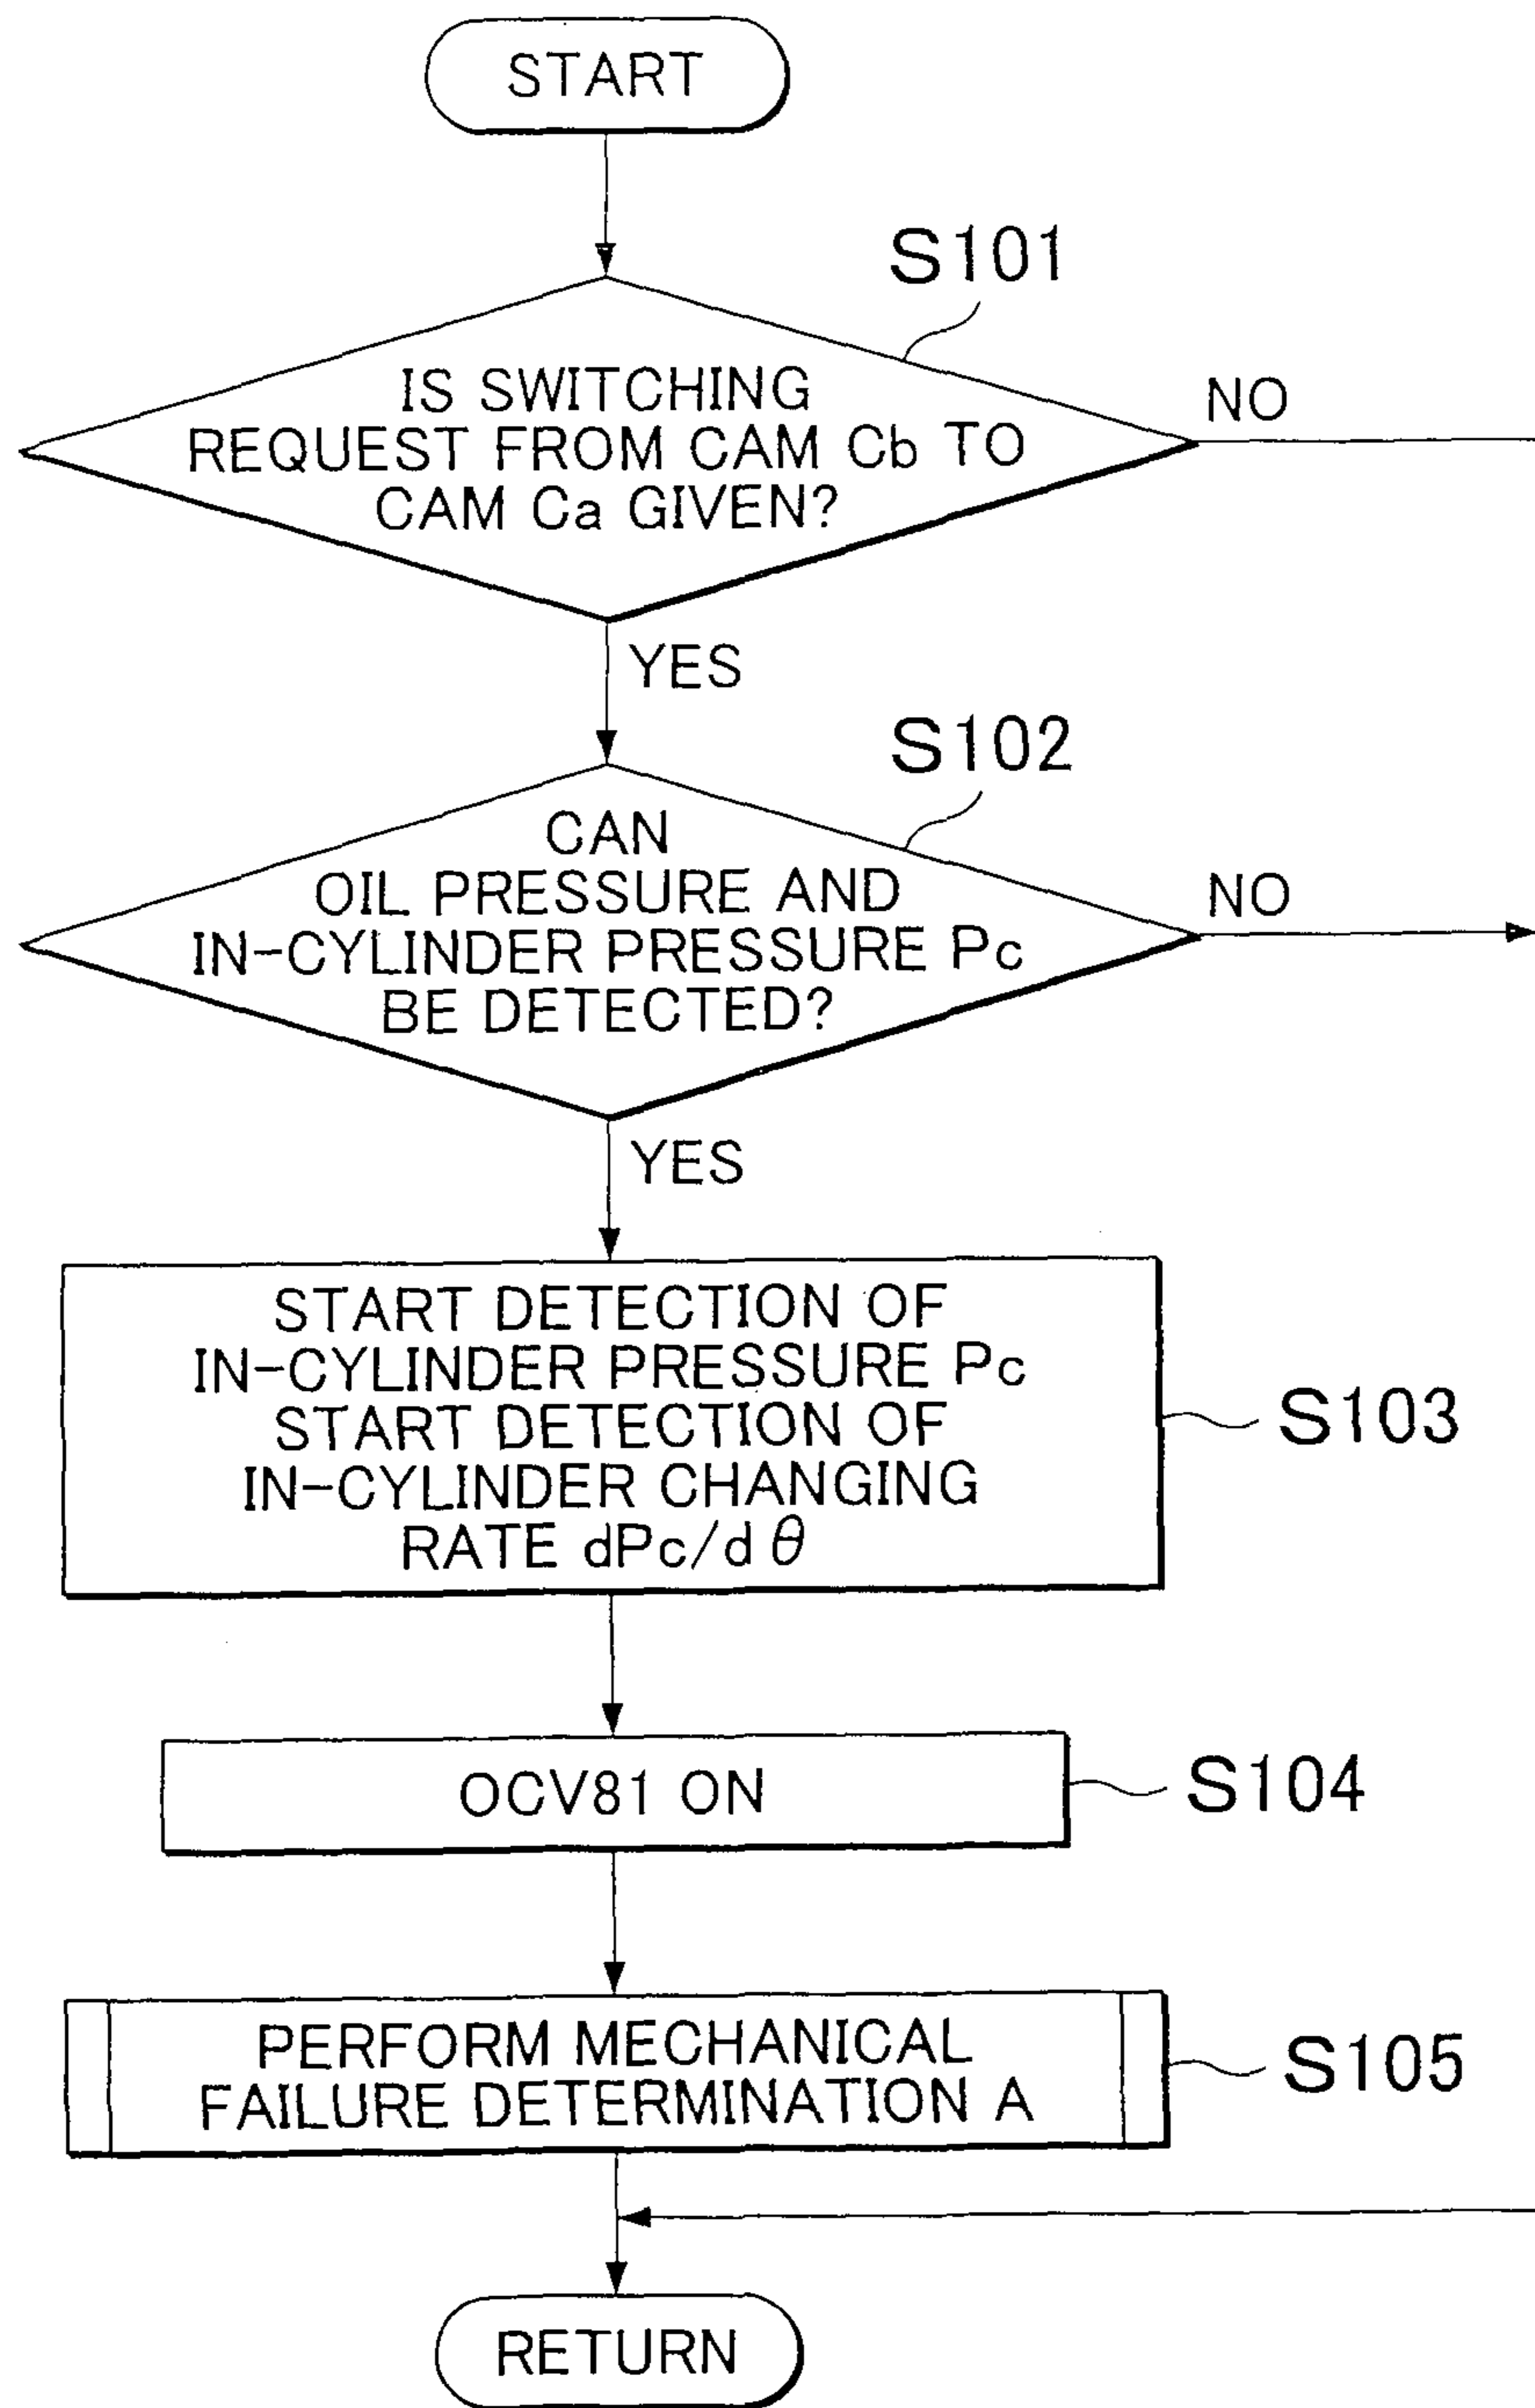 START
S101
IS SWITCHING
REQUEST FROM CAM Cb TO
CAM Ca GIVEN?
NO
YES
S102
CAN
OIL PRESSURE AND
IN-CYLINDER PRESSURE Pc
BE DETECTED?
NO
YES
START DETECTION OF
IN-CYLINDER PRESSURE Pc
START DETECTION OF
IN-CYLINDER CHANGING
RATE dPc/dθ
S103
OCV81 ON
S104
PERFORM MECHANICAL
FAILURE DETERMINATION A
S105
RETURN